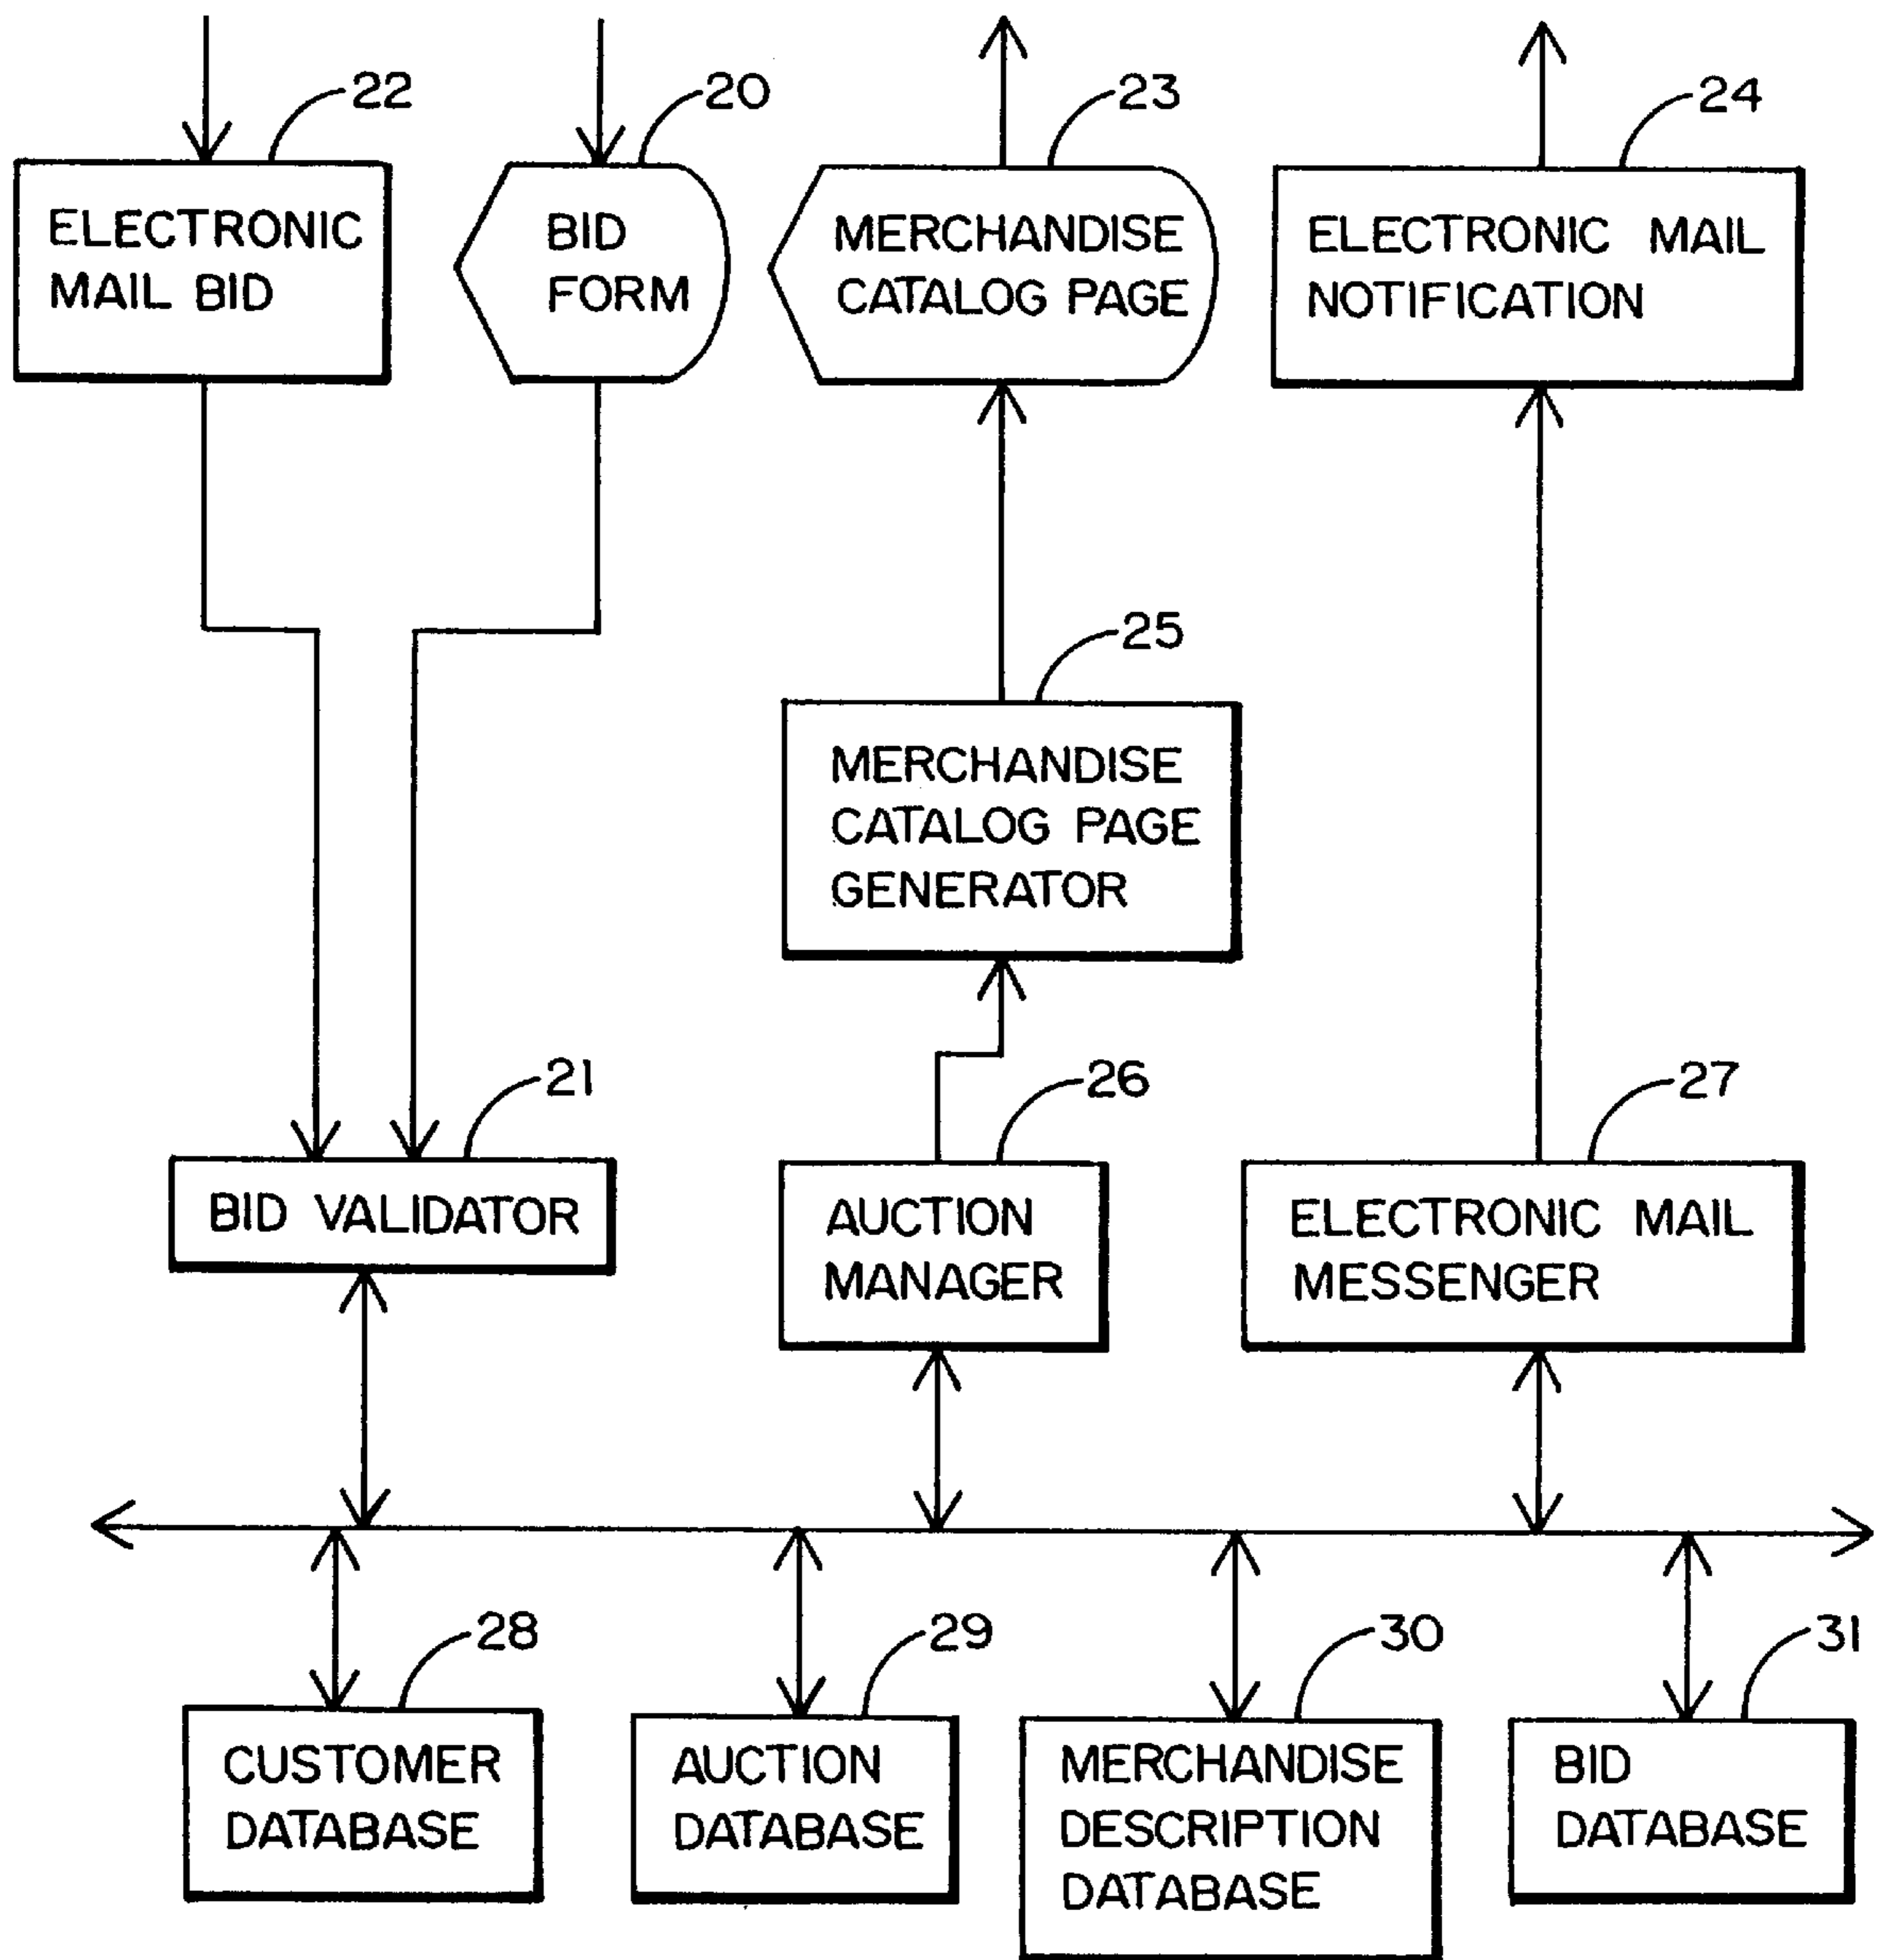 22
20
23
24
ELECTRONIC
MAIL BID
BID
FORM
MERCHANDISE
CATALOG PAGE
ELECTRONIC MAIL
NOTIFICATION
25
MERCHANDISE
CATALOG PAGE
GENERATOR
21
26
27
BID VALIDATOR
AUCTION
MANAGER
ELECTRONIC MAIL
MESSENGER
28
29
30
31
CUSTOMER
DATABASE
AUCTION
DATABASE
MERCHANDISE
DESCRIPTION
DATABASE
BID
DATABASE